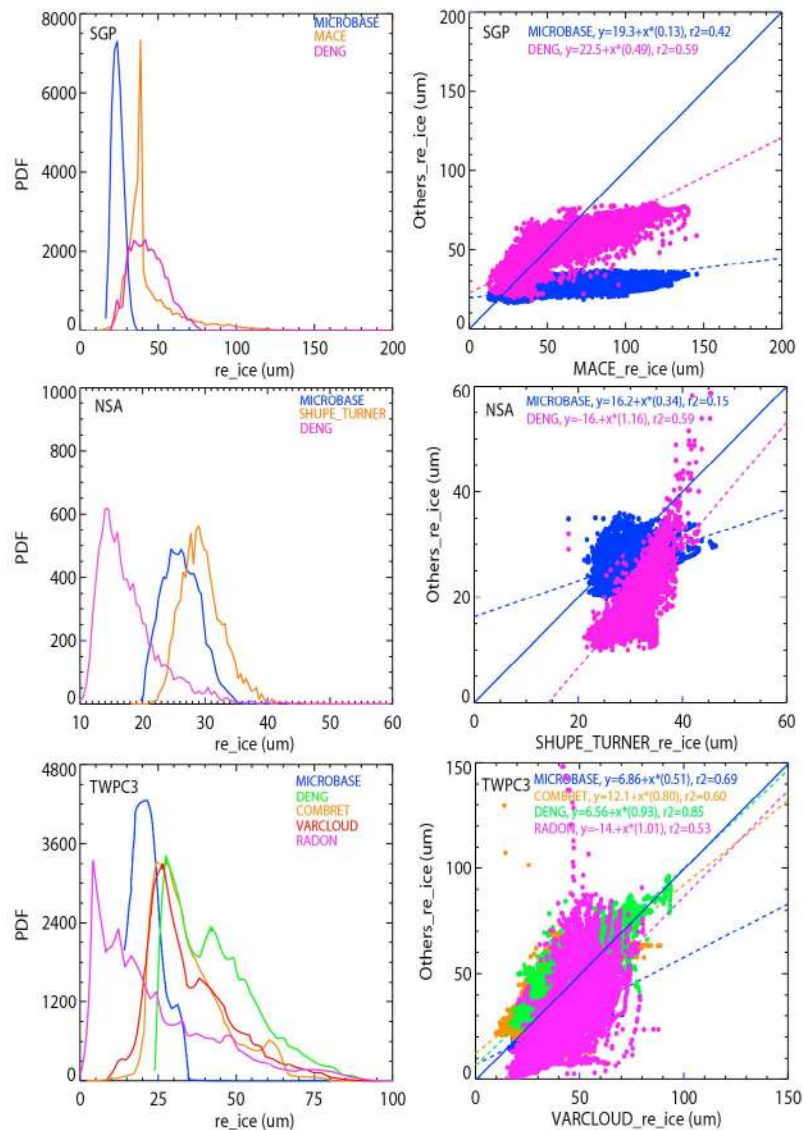 SGP
MICROBASE
MACE
DENG
8000
6000
4000
2000
0
PDF
0 50 100 150 200
re_ice (um)
SGP
MICROBASE, y=19.3+x*(0.13), r2=0.42
DENG, y=22.5+x*(0.49), r2=0.59
200
150
100
50
0
Others_re_ice (um)
0 50 100 150 200
MACE_re_ice (um)
NSA
MICROBASE
SHUPE_TURNER
DENG
1000
800
600
400
200
0
PDF
10 20 30 40 50 60
re_ice (um)
NSA
MICROBASE, y=16.2+x*(0.34), r2=0.15
DENG, y=-16.+x*(1.16), r2=0.59
60
40
20
0
Others_re_ice (um)
0 20 40 60
SHUPE_TURNER_re_ice (um)
TWPC3
MICROBASE
DENG
COMBRET
VARCLOUD
RADON
4800
3600
2400
1200
0
PDF
0 25 50 75 100
re_ice (um)
TWPC3
MICROBASE, y=6.86+x*(0.51), r2=0.69
COMBRET, y=12.1+x*(0.80), r2=0.60
DENG, y=6.56+x*(0.93), r2=0.85
RADON, y=-14.+x*(1.01), r2=0.53
150
100
50
0
Others_re_ice (um)
0 50 100 150
VARCLOUD_re_ice (um)